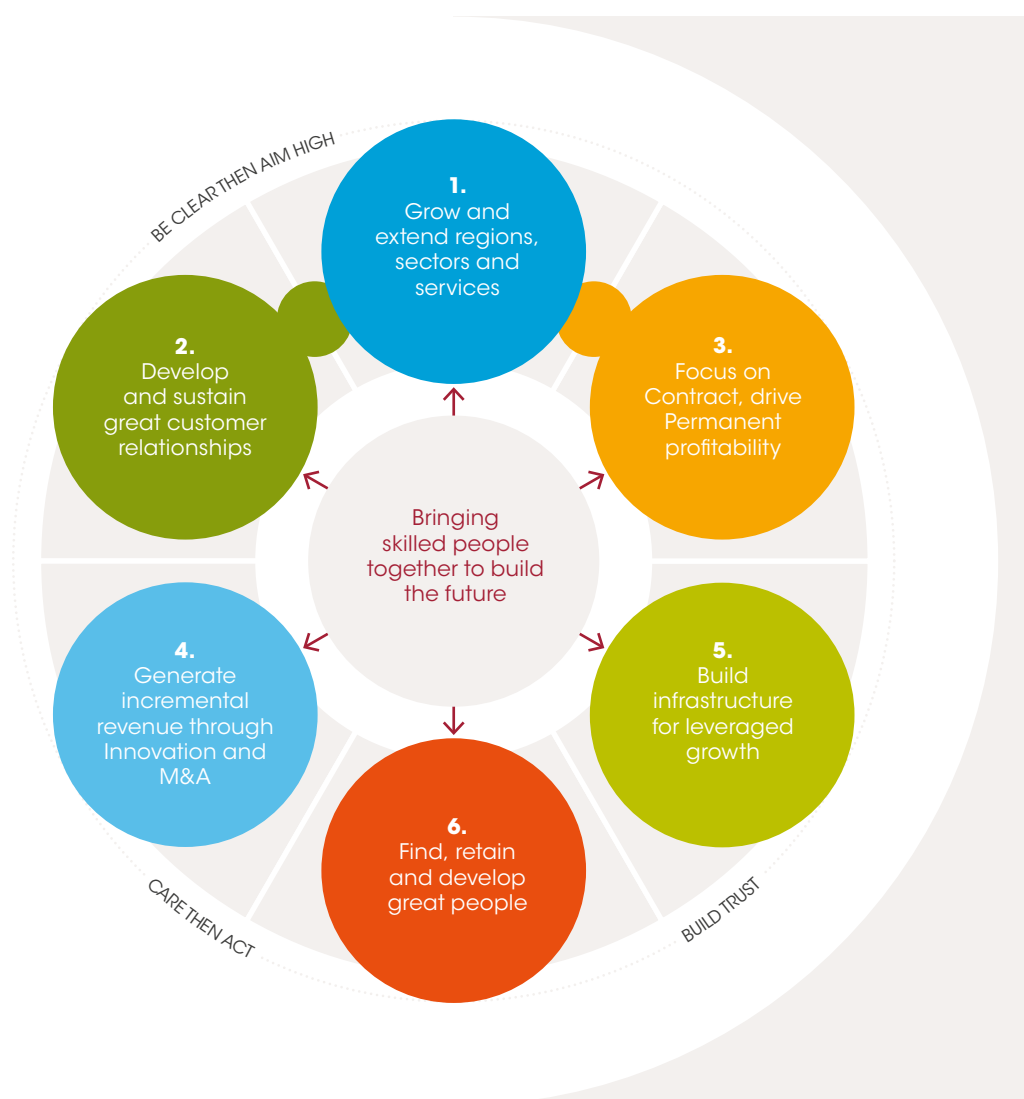 BE CLEAR THEN AIM HIGH
1.
Grow and
extend regions,
sectors and
services
2.
Develop
and sustain
great customer
relationships
3.
Focus on
Contract, drive
Permanent
profitability
Bringing
skilled people
together to build
the future
4.
Generate
incremental
revenue through
Innovation and
M&A
5.
Build
infrastructure
for leveraged
growth
6.
Find, retain
and develop
great people
CARE THEN ACT
BUILD TRUST